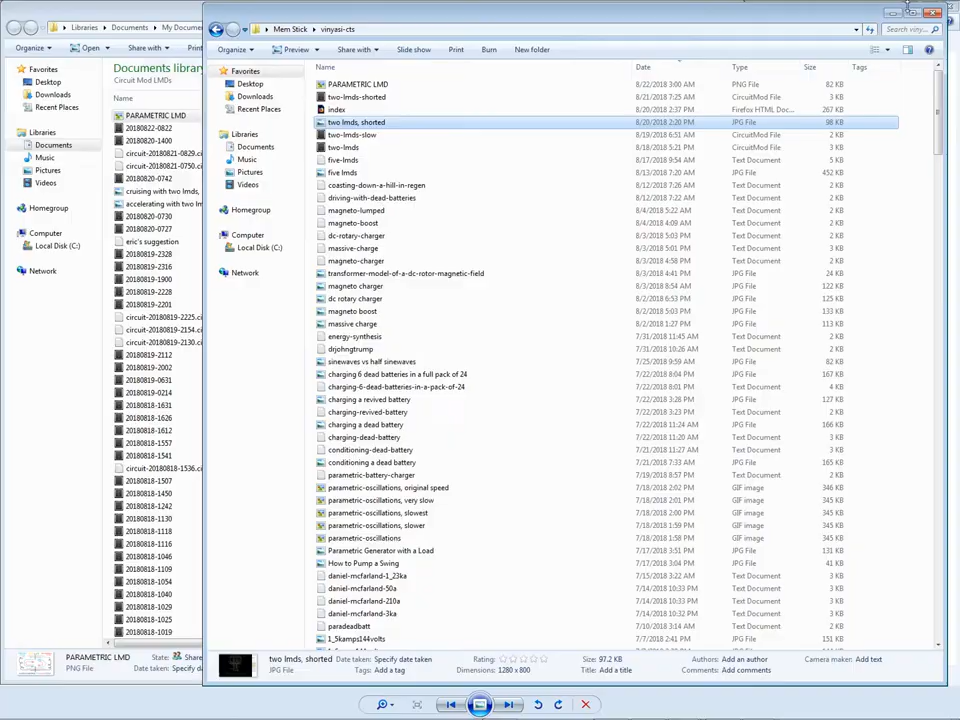 Libraries ▸ Documents ▸ My Docume
Organize
Open
Share with
Print
Favorites
Desktop
Downloads
Recent Places
Libraries
Documents
Music
Pictures
Videos
Homegroup
Computer
Local Disk (C:)
Network
Documents library
Circuit Mod LMDs
Name
PARAMETRIC LMD
20180822-0822
20180820-1400
circuit-20180821-0829.ci
circuit-20180821-0750.ci
20180820-0742
cruising with two lmds,
accelerating with two lm
20180820-0730
20180820-0727
eric's suggestion
20180819-2328
20180819-2316
20180819-1900
20180819-2228
20180819-2201
circuit-20180819-2225.ci
circuit-20180819-2154.ci
circuit-20180819-2130.ci
20180819-2112
20180819-2002
20180819-0631
20180819-0214
20180818-1631
20180818-1626
20180818-1612
20180818-1557
20180818-1541
circuit-20180818-1536.ci
20180818-1507
20180818-1450
20180818-1242
20180818-1130
20180818-1118
20180818-1116
20180818-1046
20180818-1109
20180818-1054
20180818-1040
20180818-1029
20180818-1025
20180818-1019
PARAMETRIC LMD State: Share
PNG File Date taken: Specify d
Mem Stick ▸ vinyasi-cts
Search viny...
Organize Preview Share with Slide show Print Burn New folder
Favorites
Desktop
Downloads
Recent Places
Libraries
Documents
Music
Pictures
Videos
Homegroup
Computer
Local Disk (C:)
Network
Name Date Type Size Tags
PARAMETRIC LMD 8/22/2018 3:00 AM PNG File 82 KB
two-lmds-shorted 8/21/2018 7:25 AM CircuitMod File 3 KB
index 8/20/2018 2:37 PM Firefox HTML Doc... 267 KB
two lmds, shorted 8/20/2018 2:20 PM JPG File 98 KB
two-lmds-slow 8/19/2018 6:51 AM CircuitMod File 2 KB
two-lmds 8/18/2018 5:21 PM CircuitMod File 2 KB
five-lmds 8/17/2018 9:54 AM Text Document 5 KB
five lmds 8/13/2018 7:20 AM JPG File 452 KB
coasting-down-a-hill-in-regen 8/12/2018 7:26 AM Text Document 2 KB
driving-with-dead-batteries 8/12/2018 7:22 AM Text Document 2 KB
magneto-lumped 8/4/2018 5:22 AM Text Document 2 KB
magneto-boost 8/4/2018 4:09 AM Text Document 2 KB
dc-rotary-charger 8/3/2018 5:03 PM Text Document 2 KB
massive-charge 8/3/2018 5:01 PM Text Document 3 KB
magneto-charger 8/3/2018 4:58 PM Text Document 2 KB
transformer-model-of-a-dc-rotor-magnetic-field 8/3/2018 4:41 PM JPG File 24 KB
magneto charger 8/3/2018 8:54 AM JPG File 122 KB
dc rotary charger 8/2/2018 6:53 PM JPG File 125 KB
magneto boost 8/2/2018 5:03 PM JPG File 133 KB
massive charge 8/2/2018 1:27 PM JPG File 113 KB
energy-synthesis 7/31/2018 11:45 AM Text Document 2 KB
drjohngtrump 7/31/2018 10:26 AM Text Document 2 KB
sinewaves vs half sinewaves 7/25/2018 9:59 AM JPG File 82 KB
charging 6 dead batteries in a full pack of 24 7/22/2018 8:04 PM JPG File 167 KB
charging-6-dead-batteries-in-a-pack-of-24 7/22/2018 8:01 PM Text Document 4 KB
charging a revived battery 7/22/2018 3:28 PM JPG File 127 KB
charging-revived-battery 7/22/2018 3:23 PM Text Document 2 KB
charging a dead battery 7/22/2018 11:24 AM JPG File 166 KB
charging-dead-battery 7/22/2018 11:20 AM Text Document 3 KB
conditioning-dead-battery 7/21/2018 11:27 AM Text Document 3 KB
conditioning a dead battery 7/21/2018 7:33 AM JPG File 165 KB
parametric-battery-charger 7/19/2018 8:57 PM Text Document 3 KB
parametric-oscillations, original speed 7/18/2018 2:02 PM GIF image 346 KB
parametric-oscillations, very slow 7/18/2018 2:01 PM GIF image 345 KB
parametric-oscillations, slowest 7/18/2018 2:00 PM GIF image 345 KB
parametric-oscillations, slower 7/18/2018 1:59 PM GIF image 345 KB
parametric-oscillations 7/18/2018 1:58 PM GIF image 345 KB
Parametric Generator with a Load 7/17/2018 3:51 PM JPG File 131 KB
How to Pump a Swing 7/17/2018 3:04 PM JPG File 41 KB
daniel-mcfarland-1_23ka 7/15/2018 3:22 AM Text Document 3 KB
daniel-mcfarland-50a 7/14/2018 10:33 PM Text Document 3 KB
daniel-mcfarland-210a 7/14/2018 10:33 PM Text Document 3 KB
daniel-mcfarland-3ka 7/14/2018 10:32 PM Text Document 3 KB
paradeadbatt 7/10/2018 3:14 AM Text Document 2 KB
1_5kamps144volts 7/7/2018 2:41 PM JPG File 151 KB
two lmds, shorted Date taken: Specify date taken Rating: Size: 97.2 KB Authors: Add an author Camera maker: Add text
JPG File Tags: Add a tag Dimensions: 1280 x 800 Title: Add a title Comments: Add comments